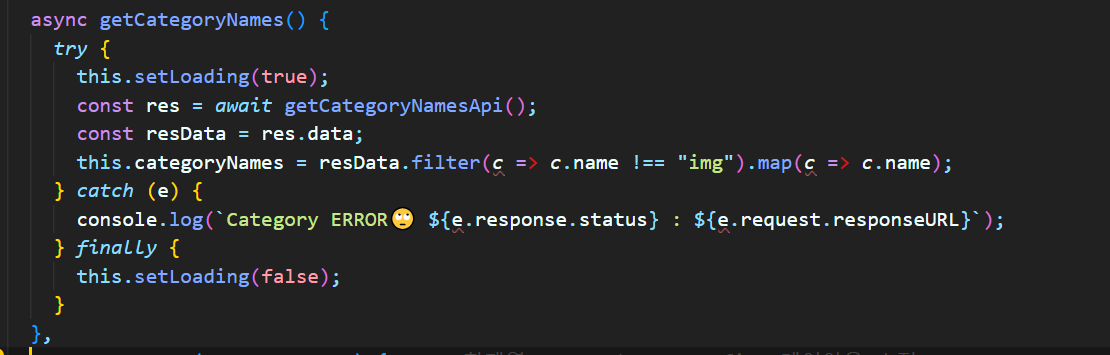 async getCategoryNames() {
try {
this.setLoading(true);
const res = await getCategoryNamesApi();
const resData = res.data;
this.categoryNames = resData.filter(c => c.name !== "img").map(c => c.name);
} catch (e) {
console.log(`Category ERROR🙄 ${e.response.status} : ${e.request.responseURL}`);
} finally {
this.setLoading(false);
}
},